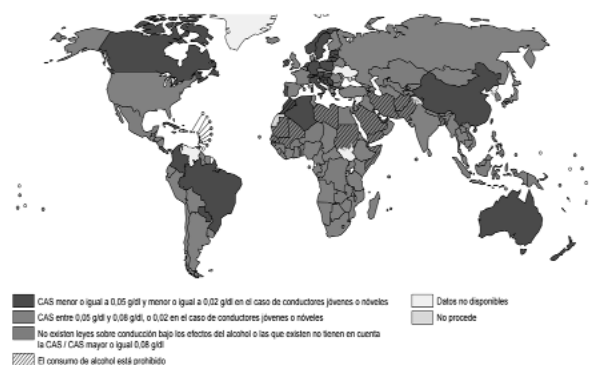 CAS menor o igual a 0,05 g/dl y menor o igual a 0,02 g/dl en el caso de conductores jóvenes o nóveles
CAS entre 0,05 g/dl y 0,08 g/dl, o 0,02 en el caso de conductores jóvenes o nóveles
No existen leyes sobre conducción bajo los efectos del alcohol o las que existen no tienen en cuenta
la CAS / CAS mayor o igual 0,08 g/dl
El consumo de alcohol está prohibido
Datos no disponibles
No procede